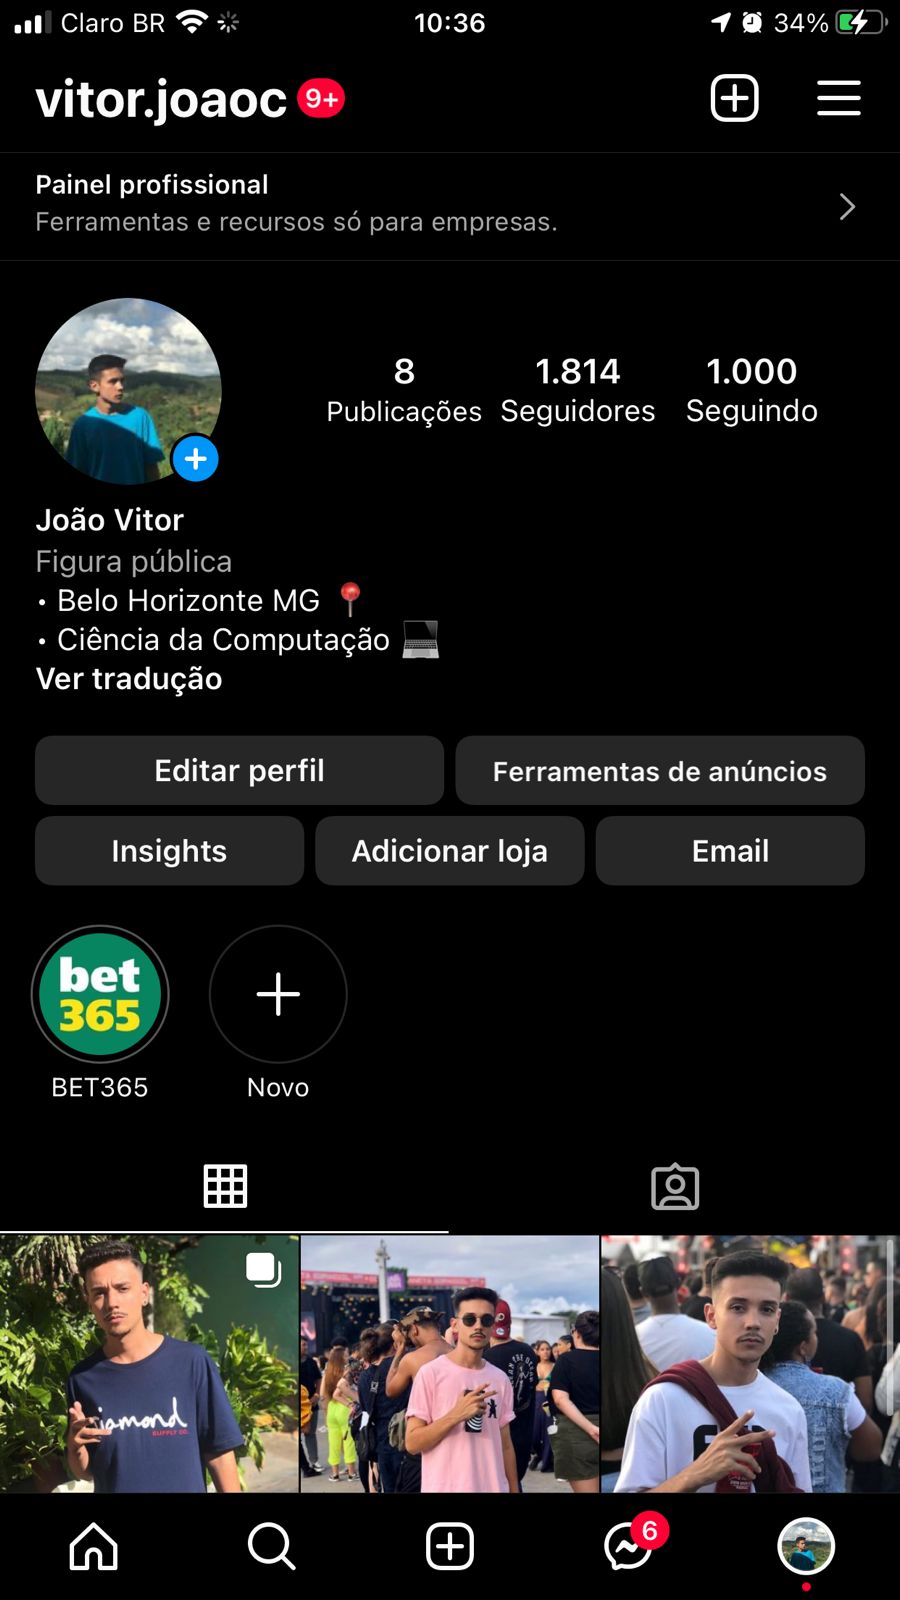 Claro BR
10:36
34%
vitor.joaoc 9+
Painel profissional
Ferramentas e recursos só para empresas.
8 1.814 1.000
Publicações Seguidores Seguindo
João Vitor
Figura pública
• Belo Horizonte MG 📍
• Ciência da Computação 💻
Ver tradução
Editar perfil
Ferramentas de anúncios
Insights
Adicionar loja
Email
bet
365
BET365
Novo
iamond
SUPPLY CO.
6